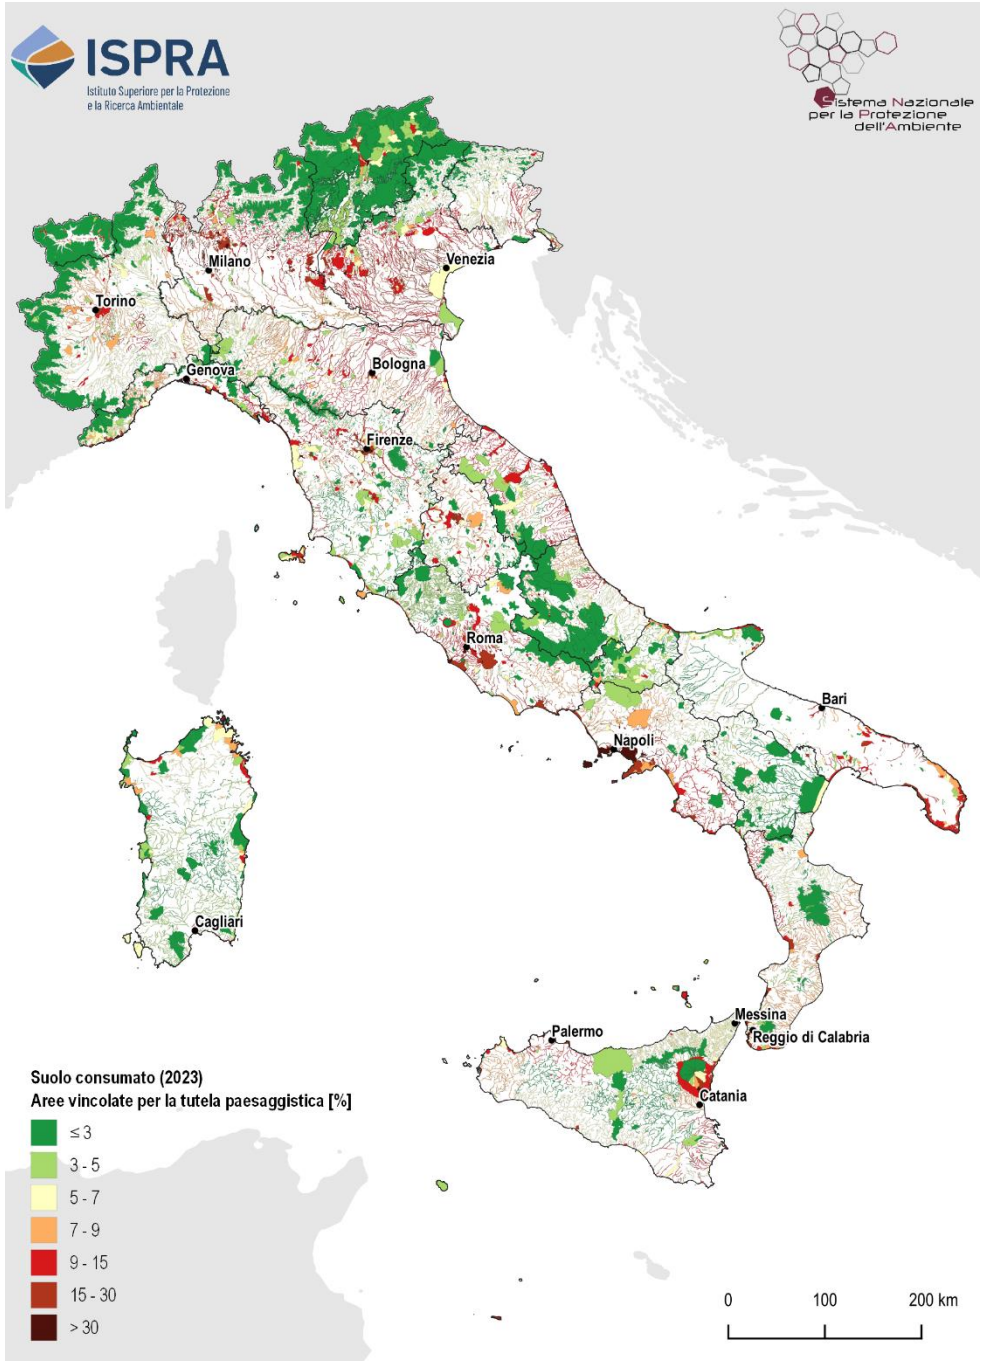 ISPRA
Istituto Superiore per la Protezione
e la Ricerca Ambientale
Sistema Nazionale
per la Protezione
dell'Ambiente
Milano
Venezia
Torino
Genova
Bologna
Firenze
Roma
Bari
Napoli
Cagliari
Messina
Palermo
Reggio di Calabria
Catania
Suolo consumato (2023)
Aree vincolate per la tutela paesaggistica [%]
≤ 3
3 - 5
5 - 7
7 - 9
9 - 15
15 - 30
> 30
0 100 200 km